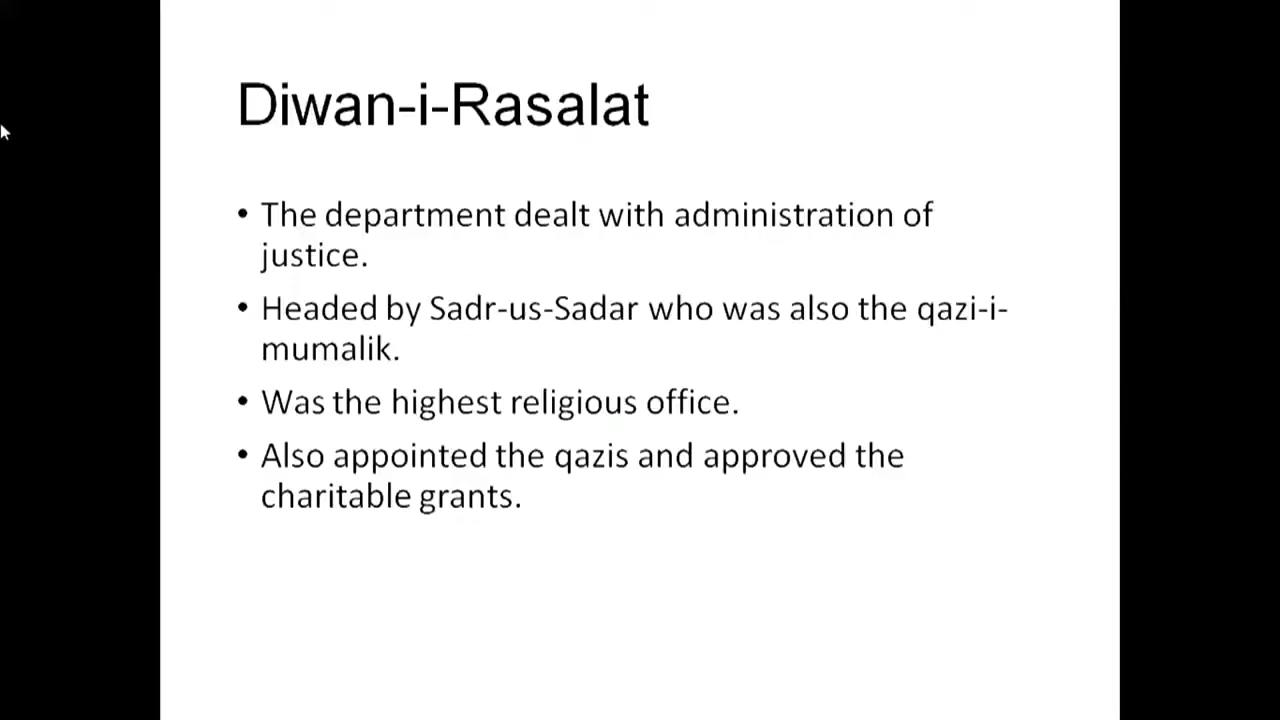 Diwan-i-Rasalat
• The department dealt with administration of
justice.
• Headed by Sadr-us-Sadar who was also the qazi-i-
mumalik.
• Was the highest religious office.
• Also appointed the qazis and approved the
charitable grants.